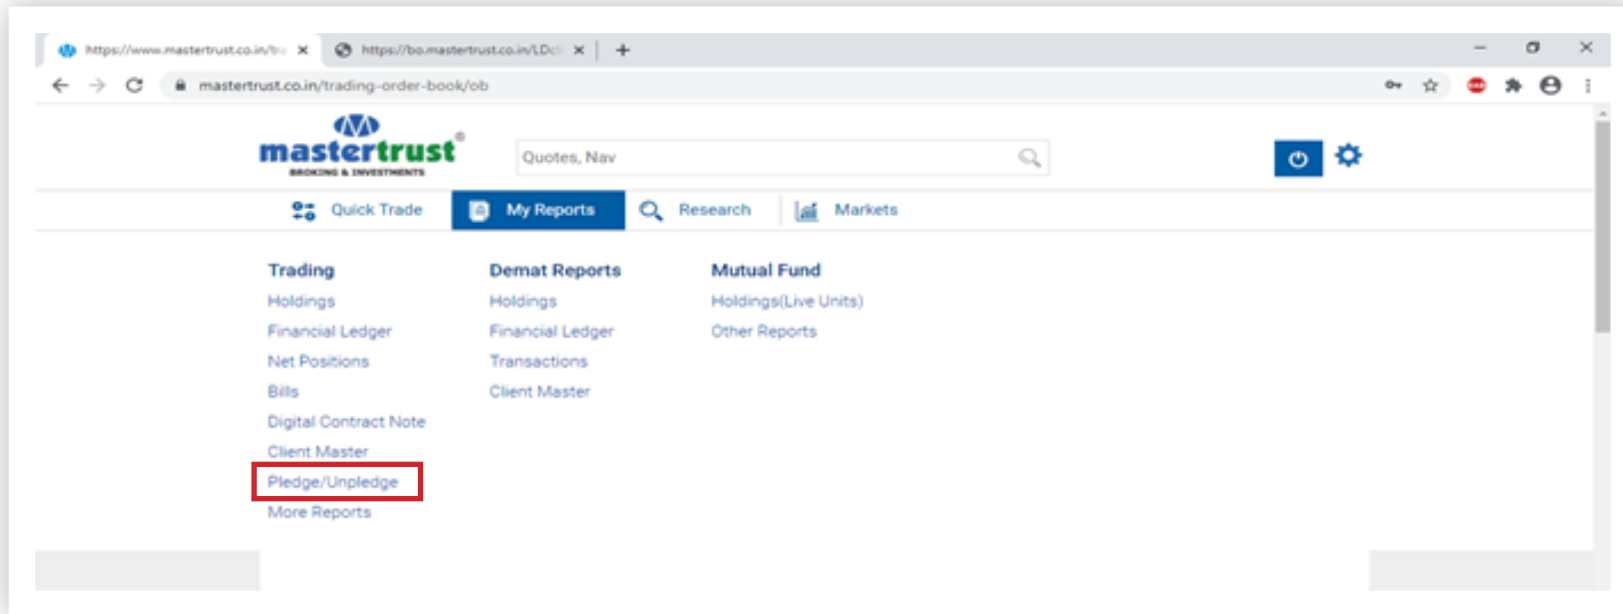 https://www.mastertrust.co.in/tra
https://bo.mastertrust.co.in/LDcli
mastertrust.co.in/trading-order-book/ob
mastertrust
BROKING & INVESTMENTS
Quotes, Nav
Quick Trade
My Reports
Research
Markets
Trading
Holdings
Financial Ledger
Net Positions
Bills
Digital Contract Note
Client Master
Pledge/Unpledge
More Reports
Demat Reports
Holdings
Financial Ledger
Transactions
Client Master
Mutual Fund
Holdings(Live Units)
Other Reports